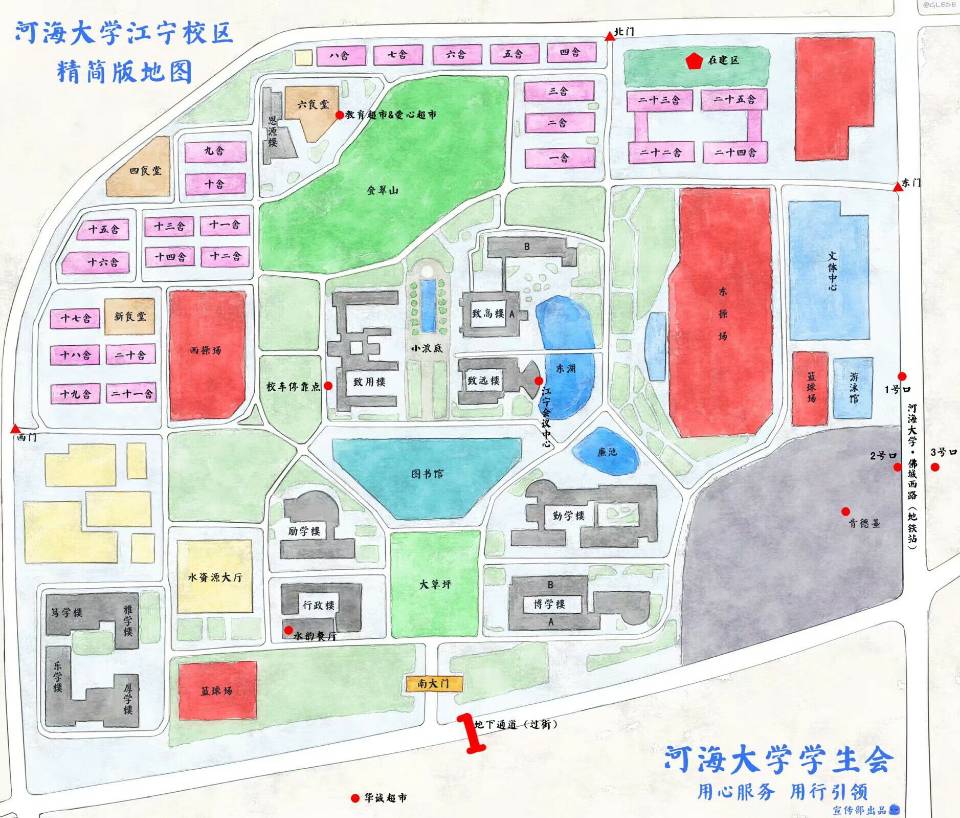 @GLEDE
河海大学江宁校区
精简版地图
北门
八舍
七舍
六舍
五舍
四舍
三舍
二舍
一舍
在建区
二十三舍
二十五舍
二十二舍
二十四舍
六食堂
思源楼
教育超市&爱心超市
四食堂
九舍
十舍
叠翠山
东门
十五舍
十三舍
十一舍
十六舍
十四舍
十二舍
B
致高楼 A
文体中心
东操场
十七舍
新食堂
十八舍
二十舍
十九舍
二十一舍
西操场
小浪底
校车停靠点
致用楼
致远楼
东湖
江宁会议中心
篮球场
游泳馆
1号口
河海大学·佛城西路(地铁站)
2号口
3号口
西门
图书馆
廉池
肯德基
励学楼
勤学楼
水资源大厅
大草坪
行政楼
水韵餐厅
B
博学楼
A
笃学楼
雅学楼
乐学楼
厚学楼
篮球场
南大门
地下通道(过街)
华诚超市
河海大学学生会
用心服务 用行引领
宣传部出品